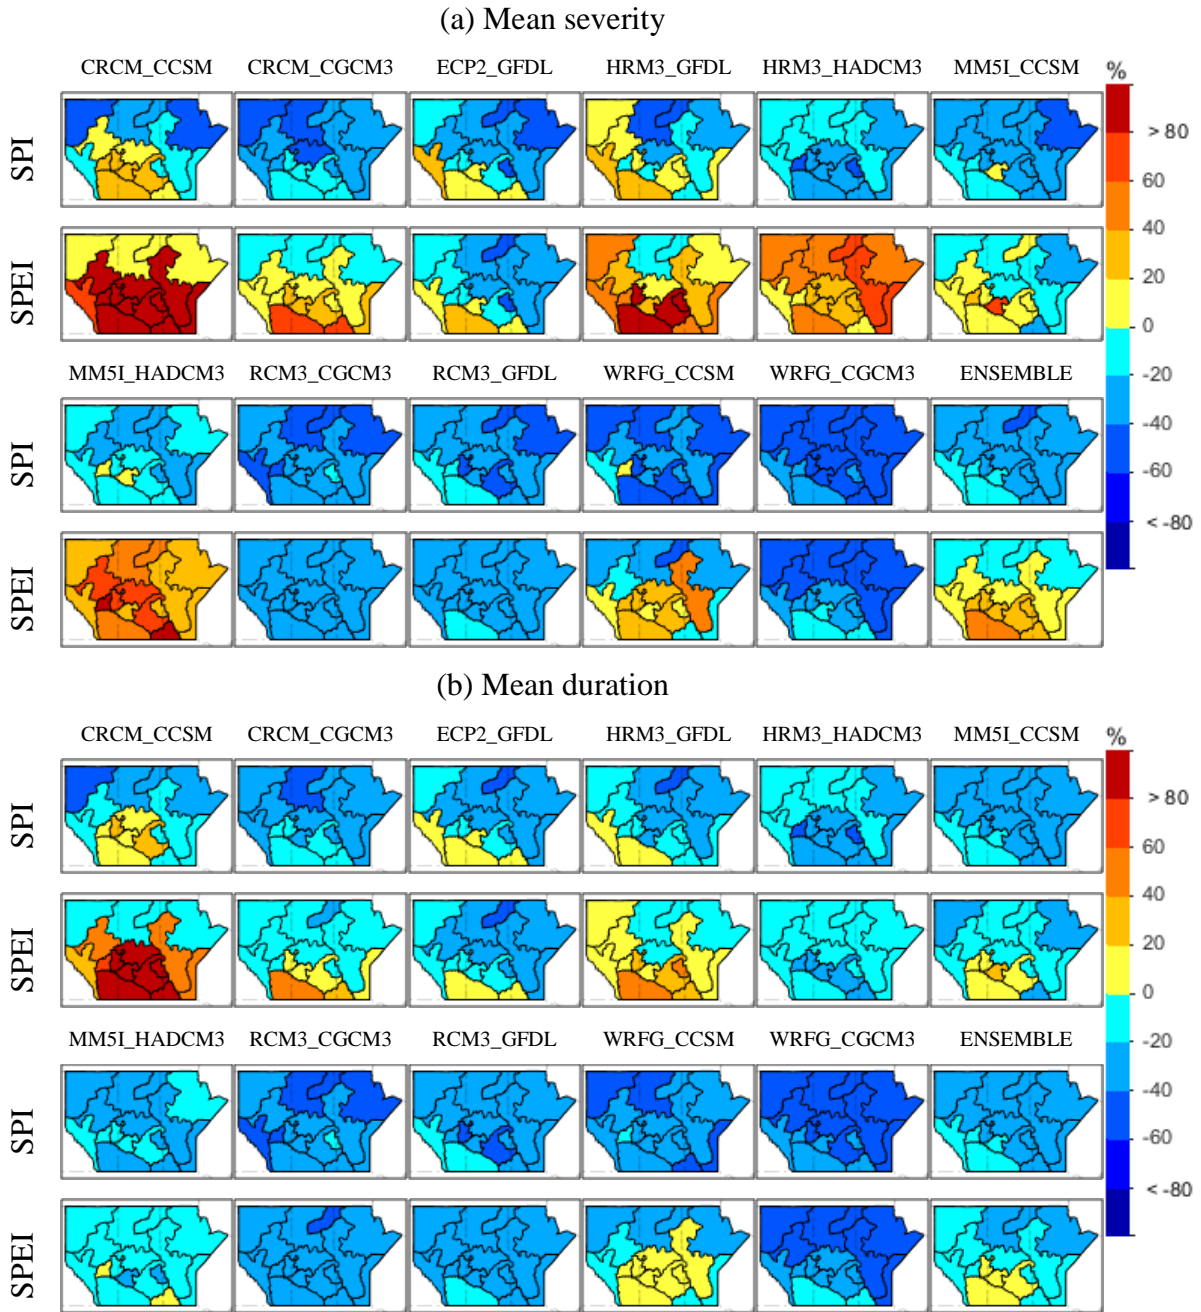 (a) Mean severity
CRCM_CCSM CRCM_CGCM3 ECP2_GFDL HRM3_GFDL HRM3_HADCM3 MM5I_CCSM %
SPI
> 80
60
40
SPEI
20
0
-20
MM5I_HADCM3 RCM3_CGCM3 RCM3_GFDL WRFG_CCSM WRFG_CGCM3 ENSEMBLE
-40
SPI
-60
< -80
SPEI
(b) Mean duration
CRCM_CCSM CRCM_CGCM3 ECP2_GFDL HRM3_GFDL HRM3_HADCM3 MM5I_CCSM %
SPI
> 80
60
40
SPEI
20
0
-20
MM5I_HADCM3 RCM3_CGCM3 RCM3_GFDL WRFG_CCSM WRFG_CGCM3 ENSEMBLE
-40
SPI
-60
< -80
SPEI